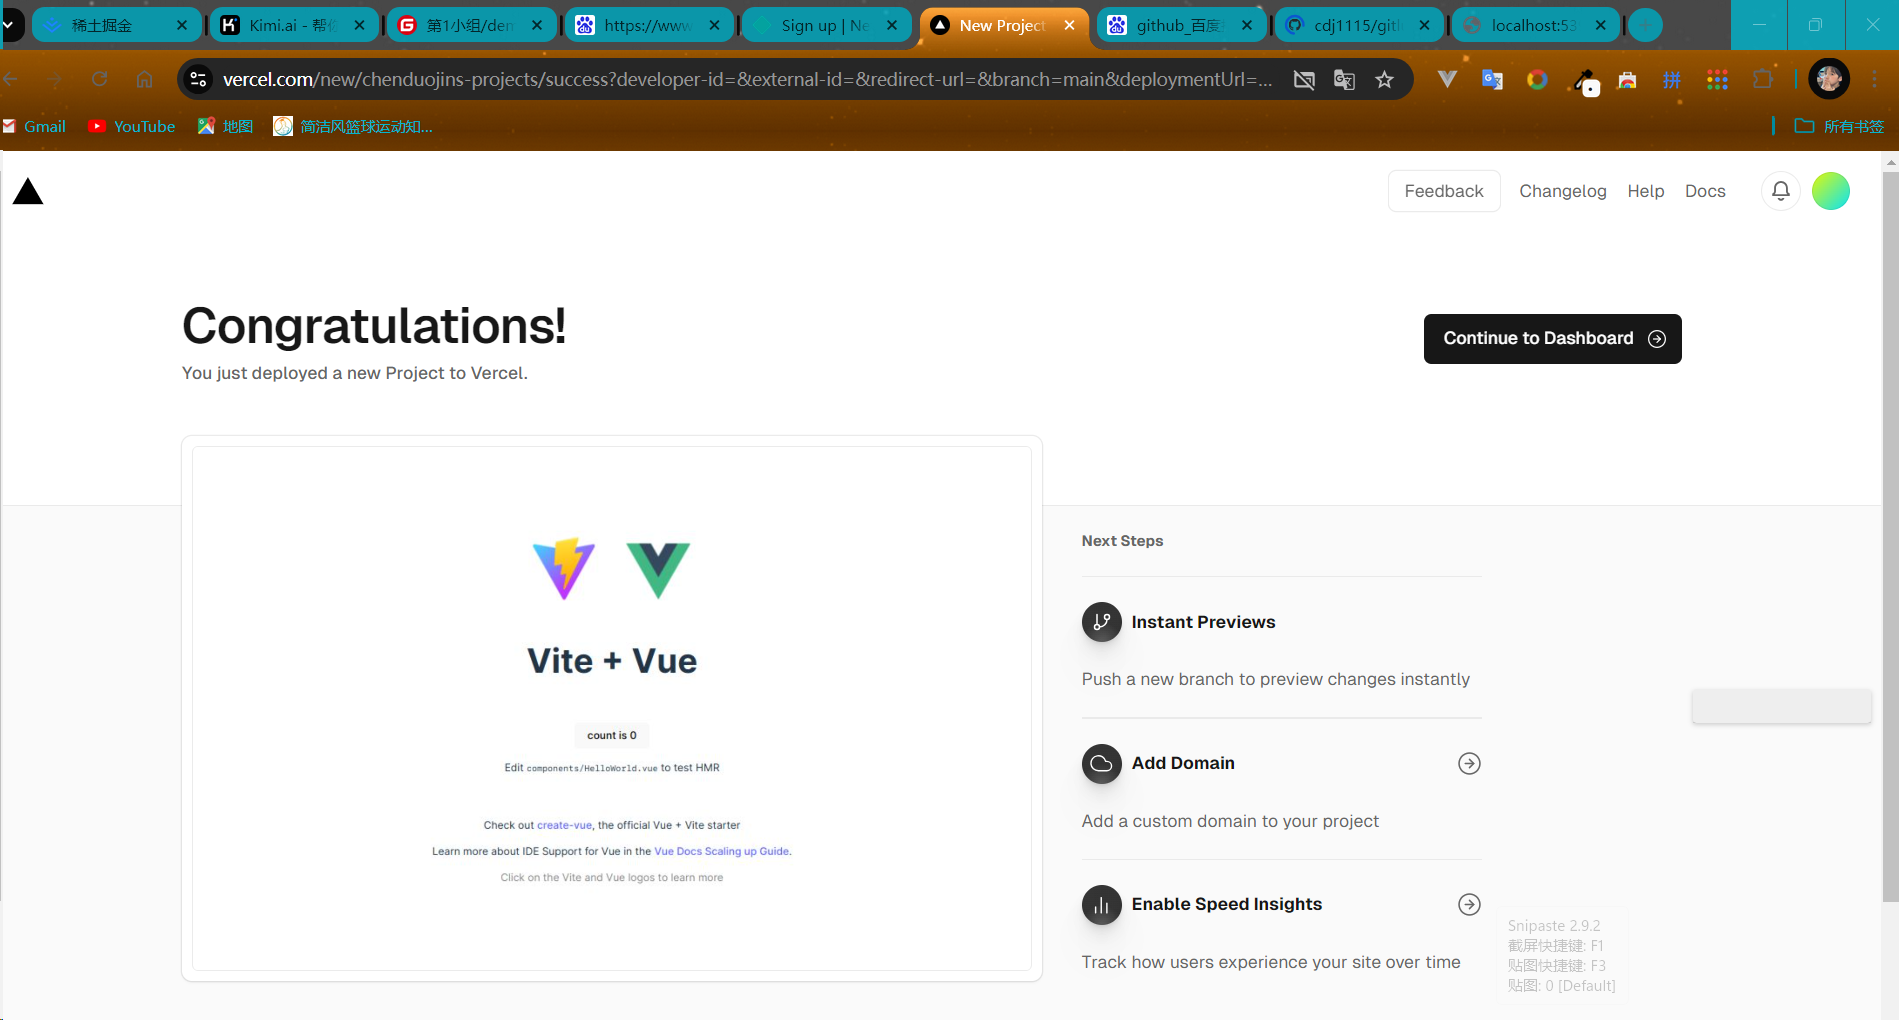 稀土掘金
Kimi.ai - 帮
第1小组/den
https://www
Sign up | Ne
New Project
github_百度
cdj1115/git
localhost:53
vercel.com/new/chenduojins-projects/success?developer-id=&external-id=&redirect-url=&branch=main&deploymentUrl=...
拼
Gmail
YouTube
地图
简洁风篮球运动知...
所有书签
Feedback
Changelog
Help
Docs
Congratulations!
Continue to Dashboard
You just deployed a new Project to Vercel.
Vite + Vue
count is 0
Edit components/HelloWorld.vue to test HMR
Check out create-vue, the official Vue + Vite starter
Learn more about IDE Support for Vue in the Vue Docs Scaling up Guide.
Click on the Vite and Vue logos to learn more
Next Steps
Instant Previews
Push a new branch to preview changes instantly
Add Domain
Add a custom domain to your project
Enable Speed Insights
Track how users experience your site over time
Snipaste 2.9.2
截屏快捷键: F1
贴图快捷键: F3
贴图: 0 [Default]